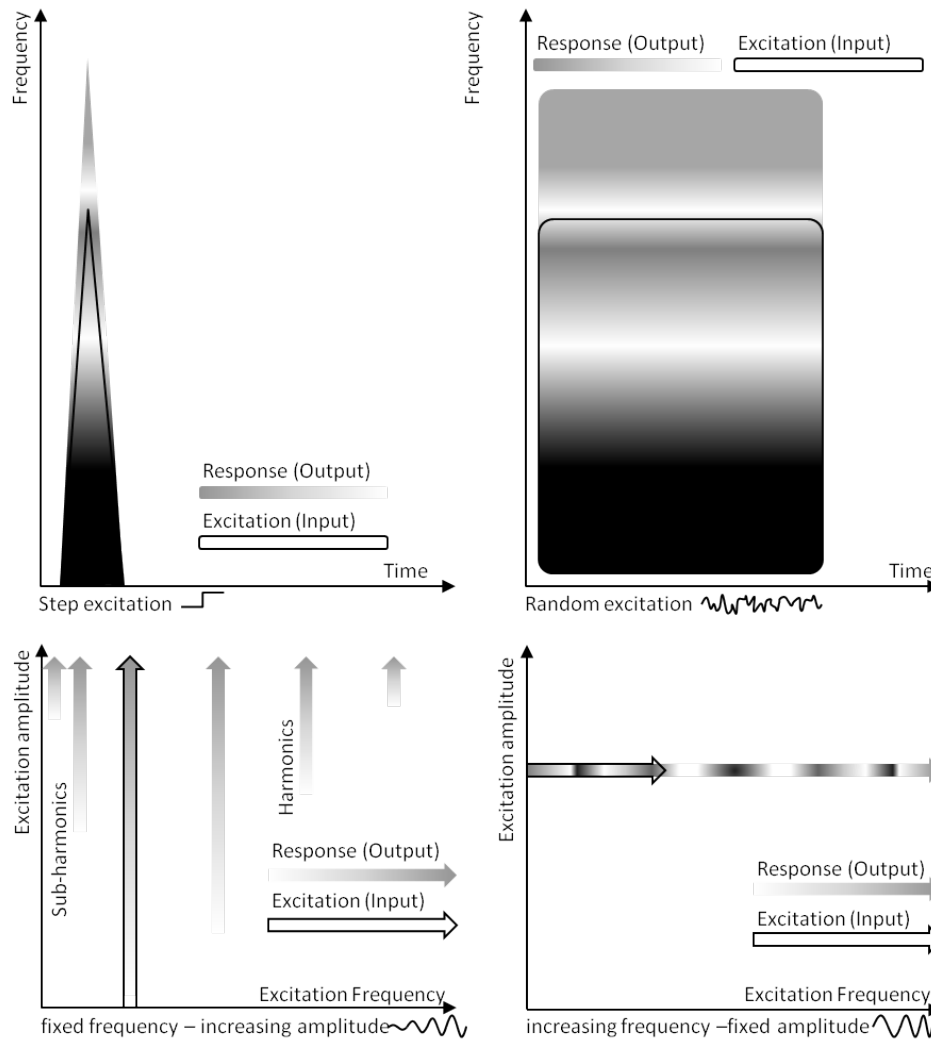 Frequency
Response (Output)
Excitation (Input)
Time
Step excitation
Frequency
Response (Output)
Excitation (Input)
Time
Random excitation
Excitation amplitude
Sub-harmonics
Harmonics
Response (Output)
Excitation (Input)
Excitation Frequency
fixed frequency – increasing amplitude
Excitation amplitude
Response (Output)
Excitation (Input)
Excitation Frequency
increasing frequency –fixed amplitude